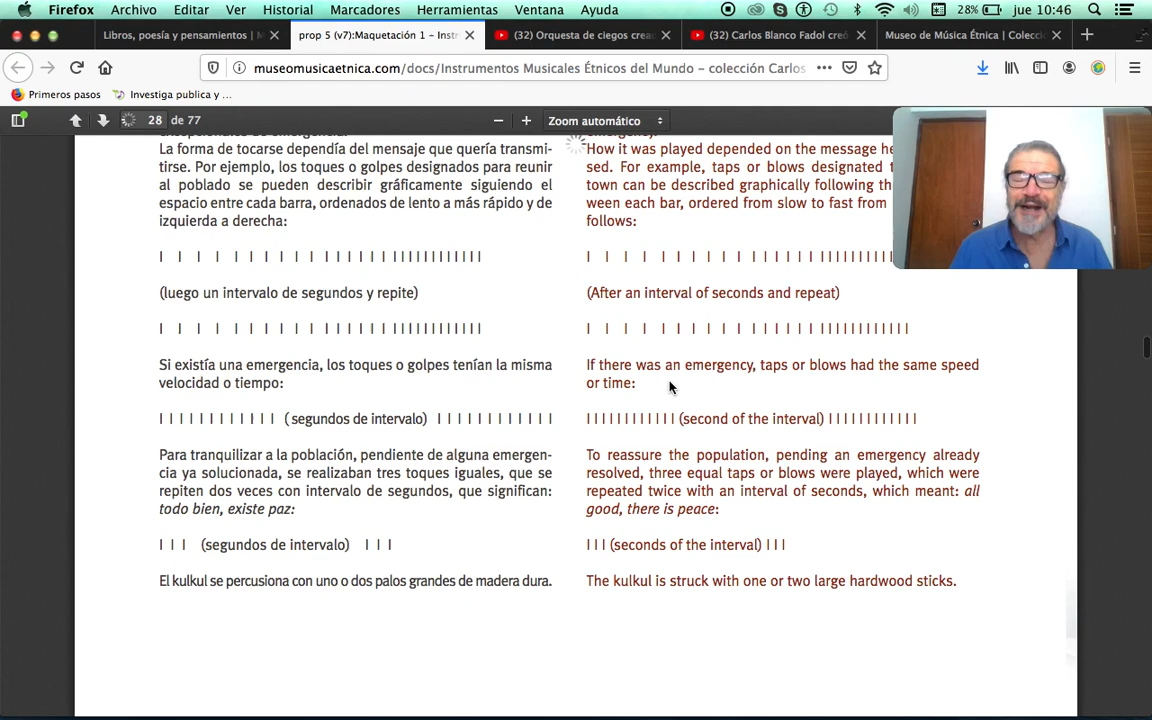 Firefox Archivo Editar Ver Historial Marcadores Herramientas Ventana Ayuda 28% jue 10:46
Libros, poesía y pensamientos | M
prop 5 (v7):Maquetación 1 – Instr
(32) Orquesta de ciegos crea
(32) Carlos Blanco Fadol creó
Museo de Música Étnica | Colecci
museomusicaetnica.com/docs/Instrumentos Musicales Étnicos del Mundo – colección Carlos
Primeros pasos Investiga publica y ...
28 de 77 Zoom automático
La forma de tocarse dependía del mensaje que quería transmi-
tirse. Por ejemplo, los toques o golpes designados para reunir
al poblado se pueden describir gráficamente siguiendo el
espacio entre cada barra, ordenados de lento a más rápido y de
izquierda a derecha:
I I I I I I I I I I I I I I I I I I I I I I I I I I
(luego un intervalo de segundos y repite)
I I I I I I I I I I I I I I I I I I I I I I I I I I
Si existía una emergencia, los toques o golpes tenían la misma
velocidad o tiempo:
I I I I I I I I I I I I ( segundos de intervalo) I I I I I I I I I I I I
Para tranquilizar a la población, pendiente de alguna emergen-
cia ya solucionada, se realizaban tres toques iguales, que se
repiten dos veces con intervalo de segundos, que significan:
todo bien, existe paz:
I I I (segundos de intervalo) I I I
El kulkul se percusiona con uno o dos palos grandes de madera dura.
emergency.
How it was played depended on the message he
sed. For example, taps or blows designated t
town can be described graphically following th
ween each bar, ordered from slow to fast from
follows:
I I I I I I I I I I I I I I I I I I I I I I I I
(After an interval of seconds and repeat)
I I I I I I I I I I I I I I I I I I I I I I I I I I
If there was an emergency, taps or blows had the same speed
or time:
I I I I I I I I I I I I (second of the interval) I I I I I I I I I I I I
To reassure the population, pending an emergency already
resolved, three equal taps or blows were played, which were
repeated twice with an interval of seconds, which meant: all
good, there is peace:
I I I (seconds of the interval) I I I
The kulkul is struck with one or two large hardwood sticks.